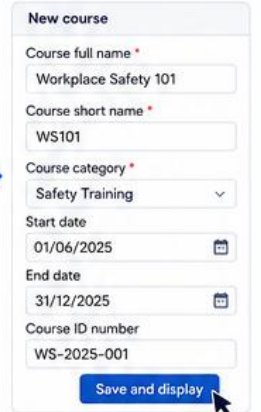 New course
Course full name *
Workplace Safety 101
Course short name *
WS101
Course category *
Safety Training
Start date
01/06/2025
End date
31/12/2025
Course ID number
WS-2025-001
Save and display